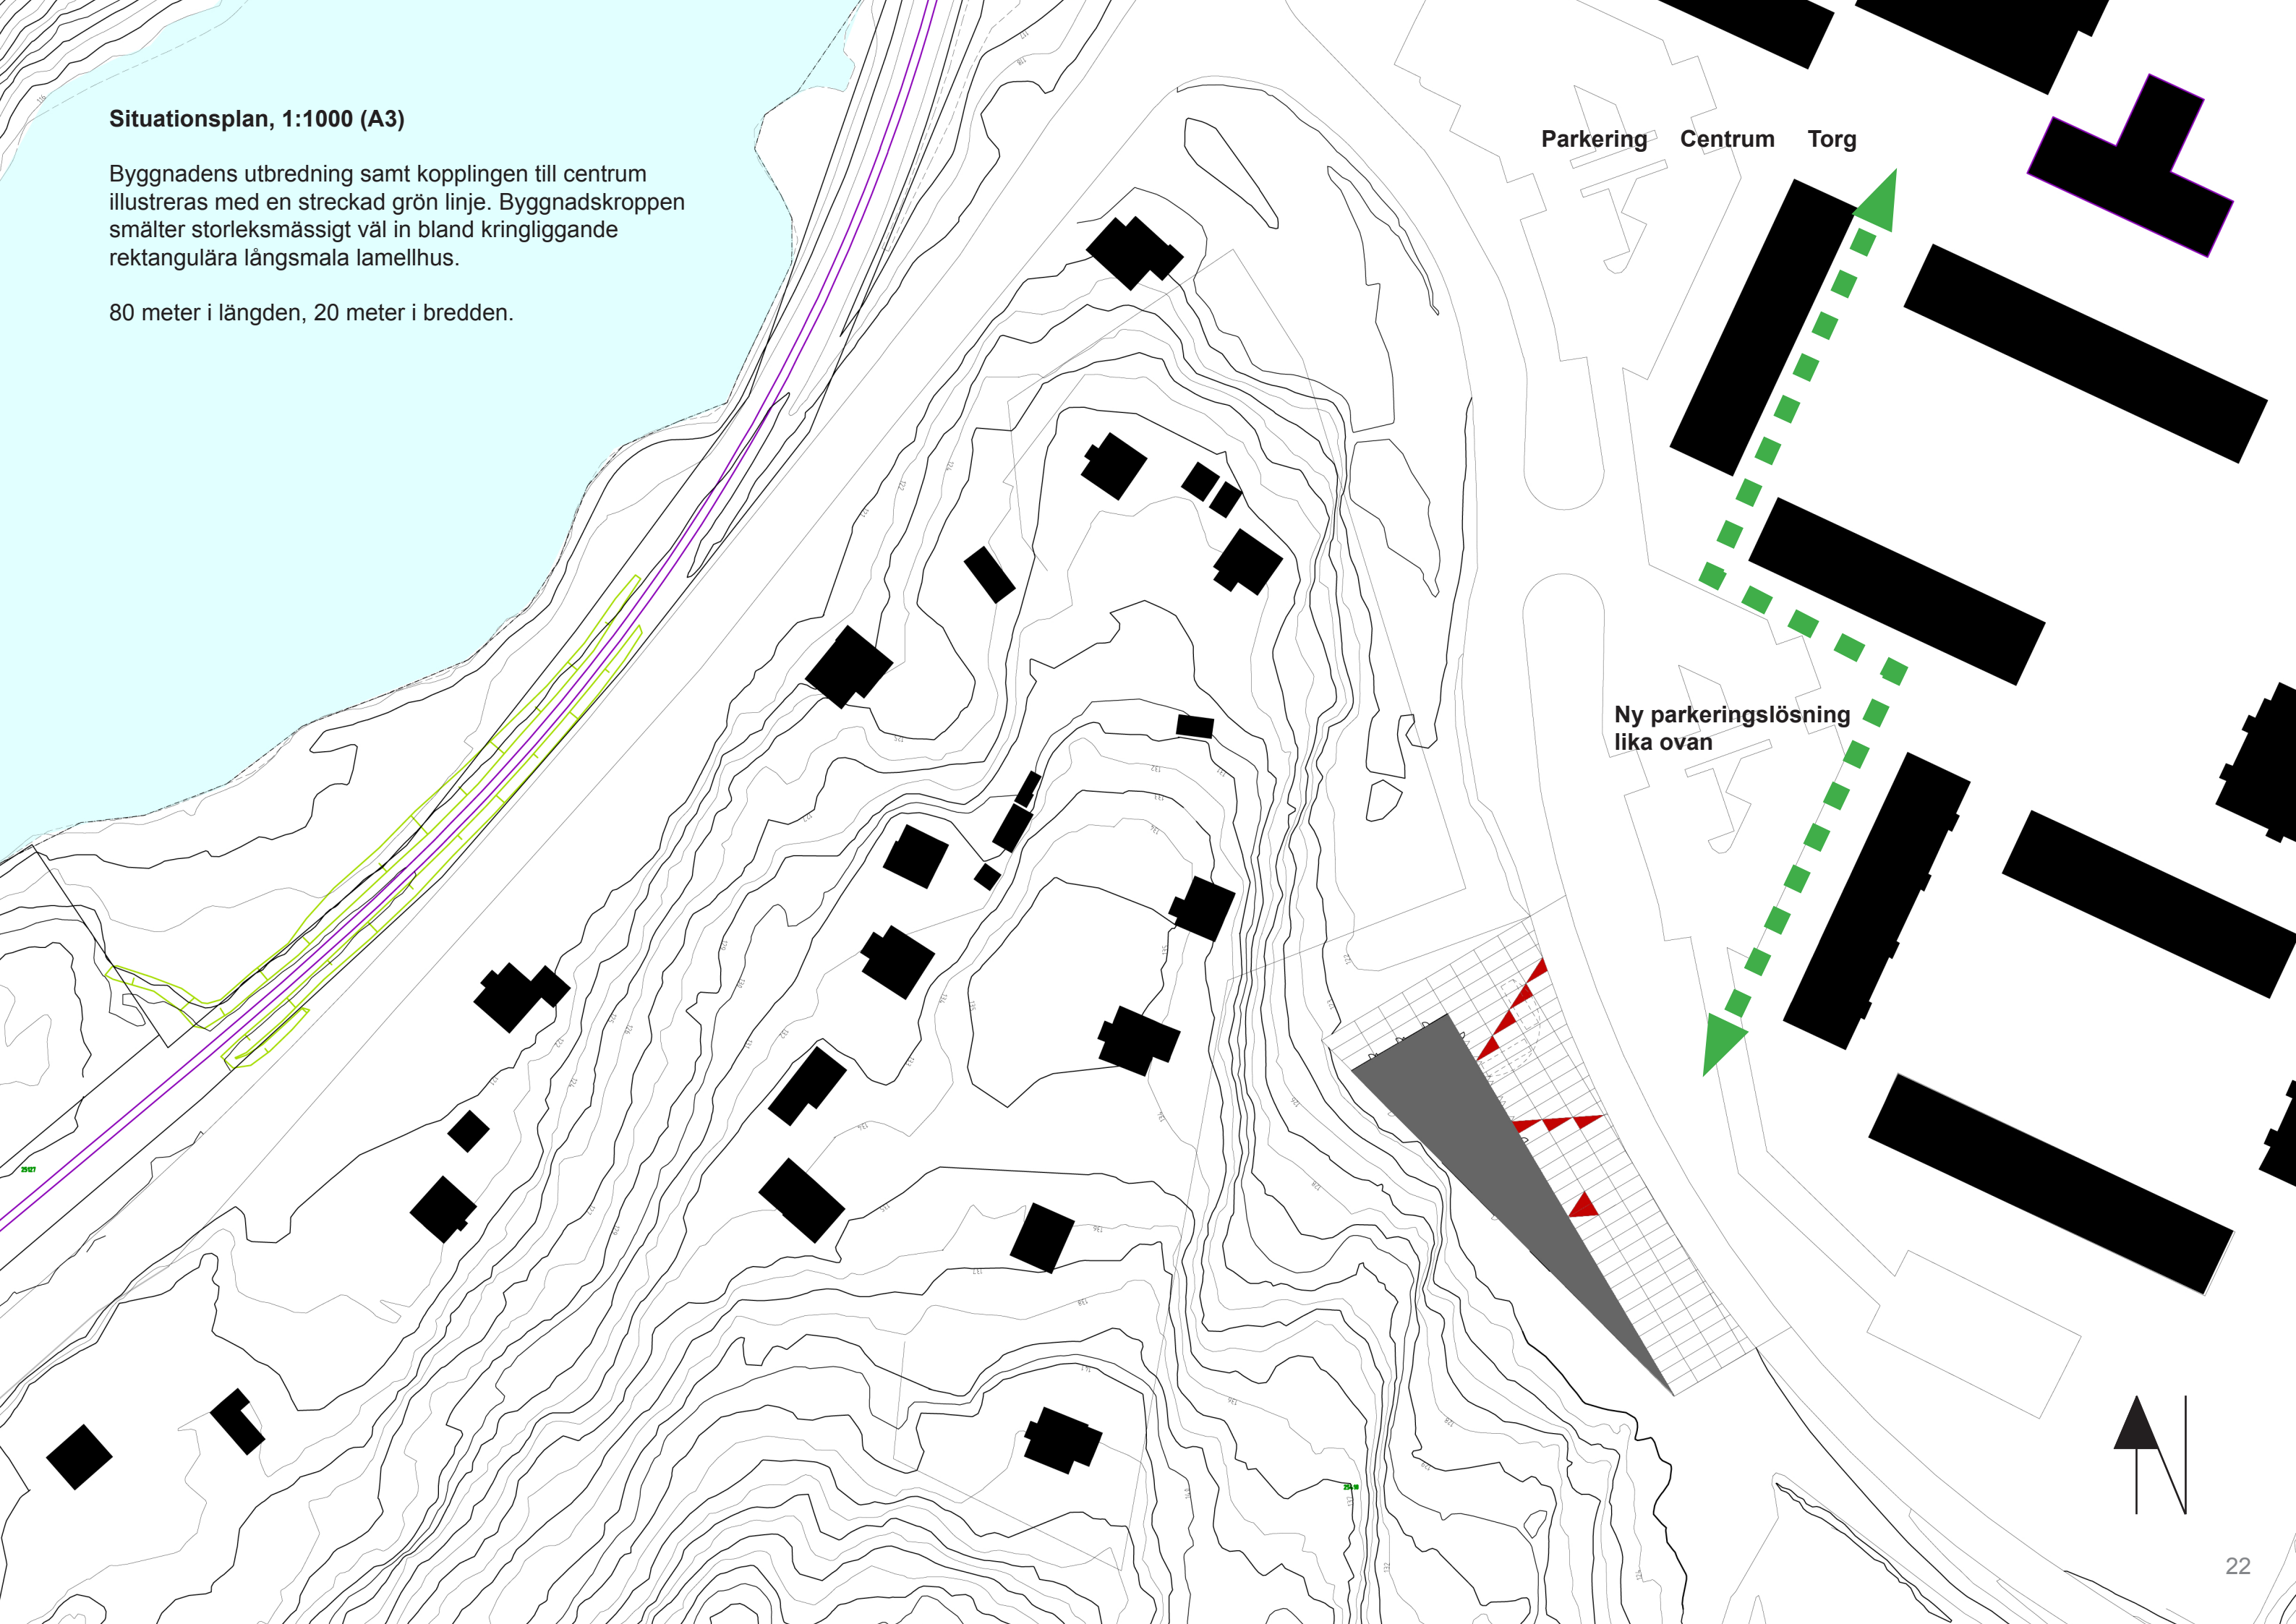 Situationsplan, 1:1000 (A3)
Byggnadens utbredning samt kopplingen till centrum
illustreras med en streckad grön linje. Byggnadskroppen
smälter storleksmässigt väl in bland kringliggande
rektangulära långsmala lamellhus.
80 meter i längden, 20 meter i bredden.
Parkering Centrum Torg
Ny parkeringslösning
lika ovan
29127
22